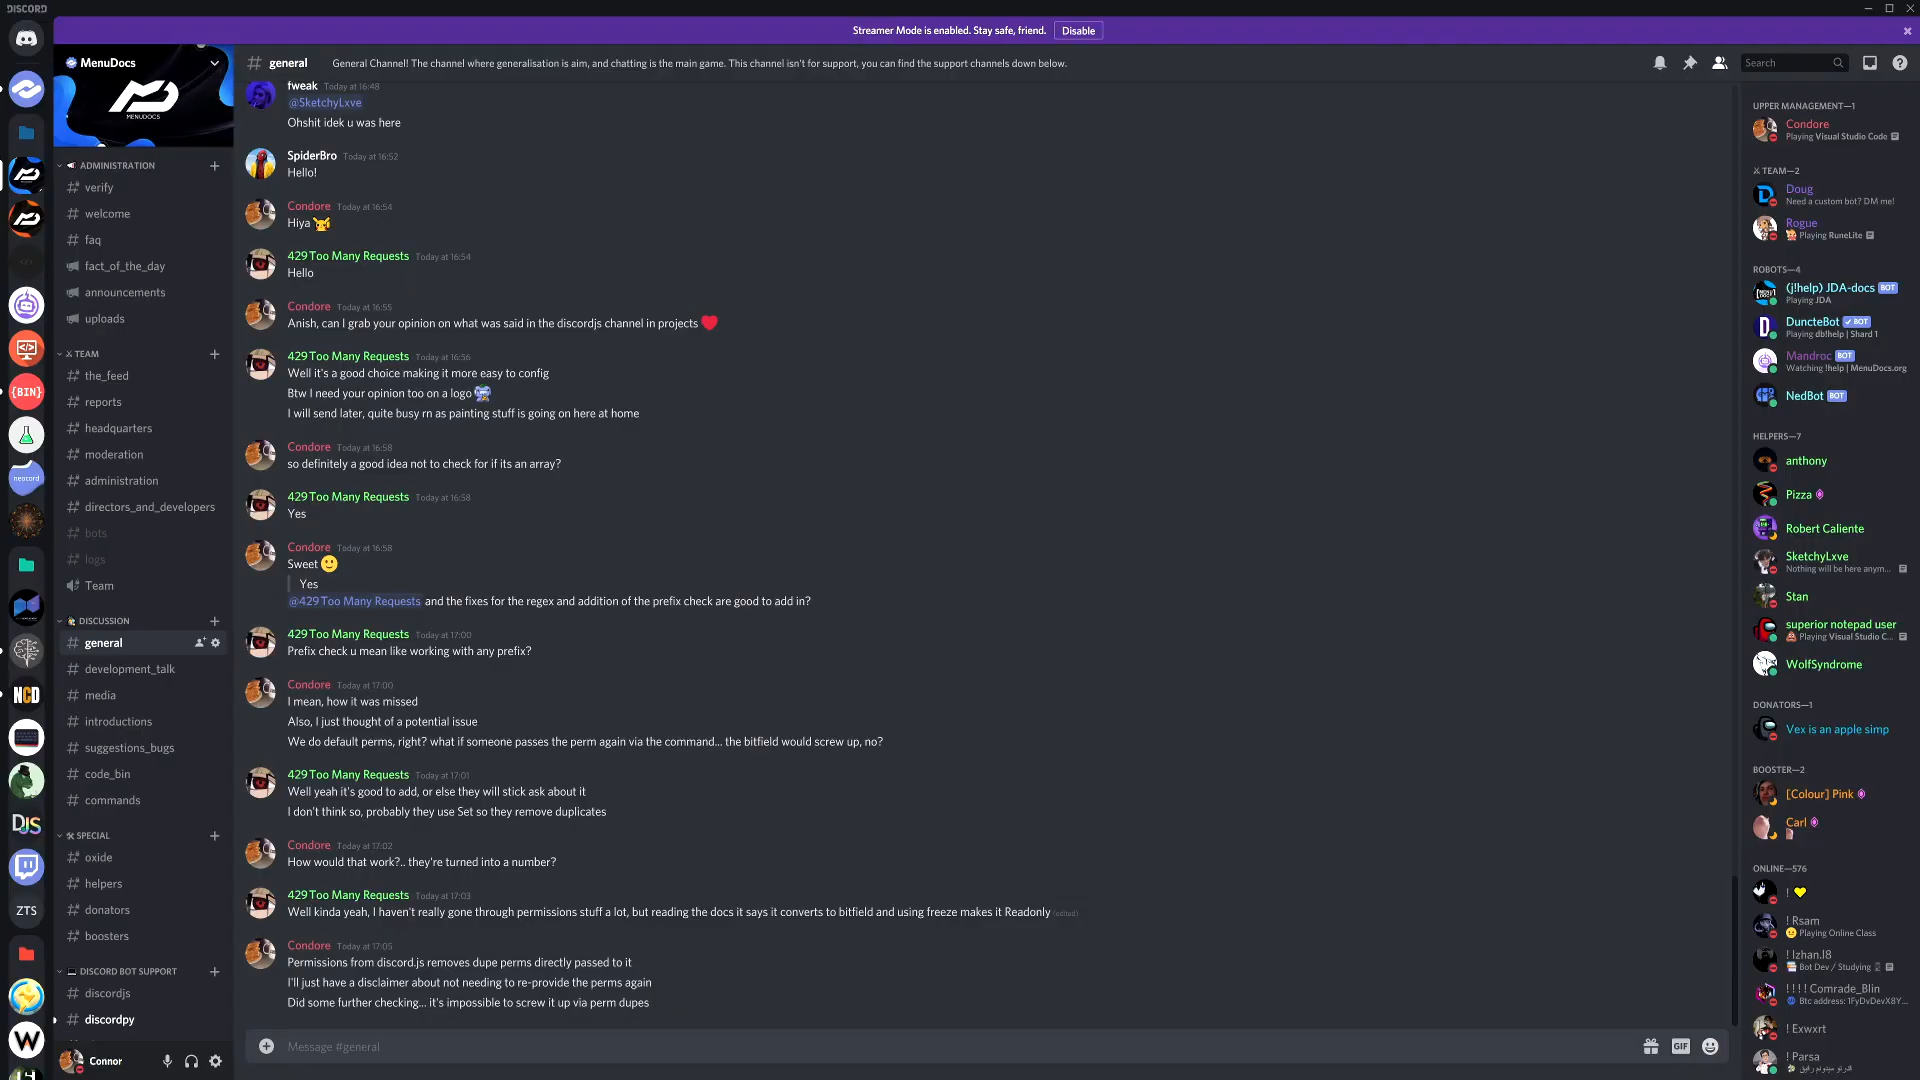 DISCORD
Streamer Mode is enabled. Stay safe, friend.
Disable
MenuDocs
MENUDOCS
ADMINISTRATION
verify
welcome
faq
fact_of_the_day
announcements
uploads
TEAM
the_feed
reports
headquarters
moderation
administration
directors_and_developers
bots
logs
Team
DISCUSSION
general
development_talk
media
introductions
suggestions_bugs
code_bin
commands
SPECIAL
oxide
helpers
donators
boosters
DISCORD BOT SUPPORT
discordjs
discordpy
Connor
{BIN}
neocord
NCD
DJS
ZTS
W
general
General Channel! The channel where generalisation is aim, and chatting is the main game. This channel isn't for support, you can find the support channels down below.
Search
fweak Today at 16:48
@SketchyLxve
Ohshit idek u was here
SpiderBro Today at 16:52
Hello!
Condore Today at 16:54
Hiya
429 Too Many Requests Today at 16:54
Hello
Condore Today at 16:55
Anish, can I grab your opinion on what was said in the discordjs channel in projects ❤️
429 Too Many Requests Today at 16:56
Well it's a good choice making it more easy to config
Btw I need your opinion too on a logo
I will send later, quite busy rn as painting stuff is going on here at home
Condore Today at 16:58
so definitely a good idea not to check for if its an array?
429 Too Many Requests Today at 16:58
Yes
Condore Today at 16:58
Sweet 🙂
Yes
@429 Too Many Requests and the fixes for the regex and addition of the prefix check are good to add in?
429 Too Many Requests Today at 17:00
Prefix check u mean like working with any prefix?
Condore Today at 17:00
I mean, how it was missed
Also, I just thought of a potential issue
We do default perms, right? what if someone passes the perm again via the command... the bitfield would screw up, no?
429 Too Many Requests Today at 17:01
Well yeah it's good to add, or else they will stick ask about it
I don't think so, probably they use Set so they remove duplicates
Condore Today at 17:02
How would that work?.. they're turned into a number?
429 Too Many Requests Today at 17:03
Well kinda yeah, I haven't really gone through permissions stuff a lot, but reading the docs it says it converts to bitfield and using freeze makes it Readonly (edited)
Condore Today at 17:05
Permissions from discord.js removes dupe perms directly passed to it
I'll just have a disclaimer about not needing to re-provide the perms again
Did some further checking... it's impossible to screw it up via perm dupes
Message #general
GIF
UPPER MANAGEMENT—1
Condore
Playing Visual Studio Code
TEAM—2
Doug
Need a custom bot? DM me!
Rogue
Playing RuneLite
ROBOTS—4
(j!help) JDA-docs BOT
Playing JDA
DuncteBot ✓ BOT
Playing db!help | Shard 1
Mandroc BOT
Watching !help | MenuDocs.org
NedBot BOT
HELPERS—7
anthony
Pizza
Robert Caliente
SketchyLxve
Nothing will be here anym...
Stan
superior notepad user
Playing Visual Studio C...
WolfSyndrome
DONATORS—1
Vex is an apple simp
BOOSTER—2
[Colour] Pink
Carl
ONLINE—576
! 💛
! Rsam
Playing Online Class
! Izhan.I8
Bot Dev / Studying
! ! ! ! Comrade_Blin
Btc address: 1FyDvDevX8Y...
! Exwxrt
! Parsa